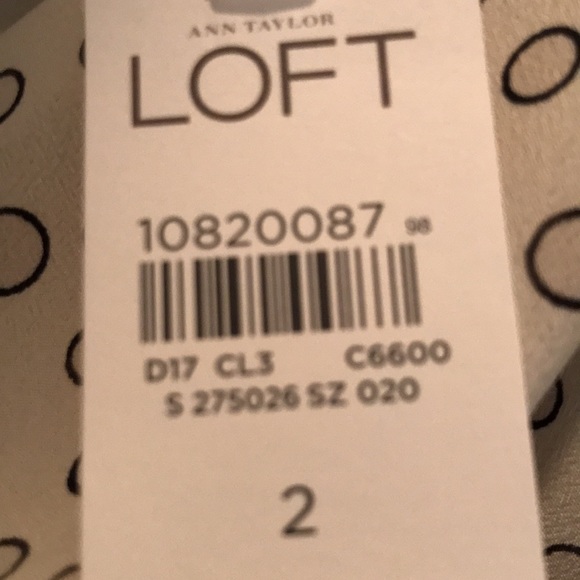 ANN TAYLOR
LOFT
10820087 98
D17 CL3 C6600
S 275026 SZ 020
2